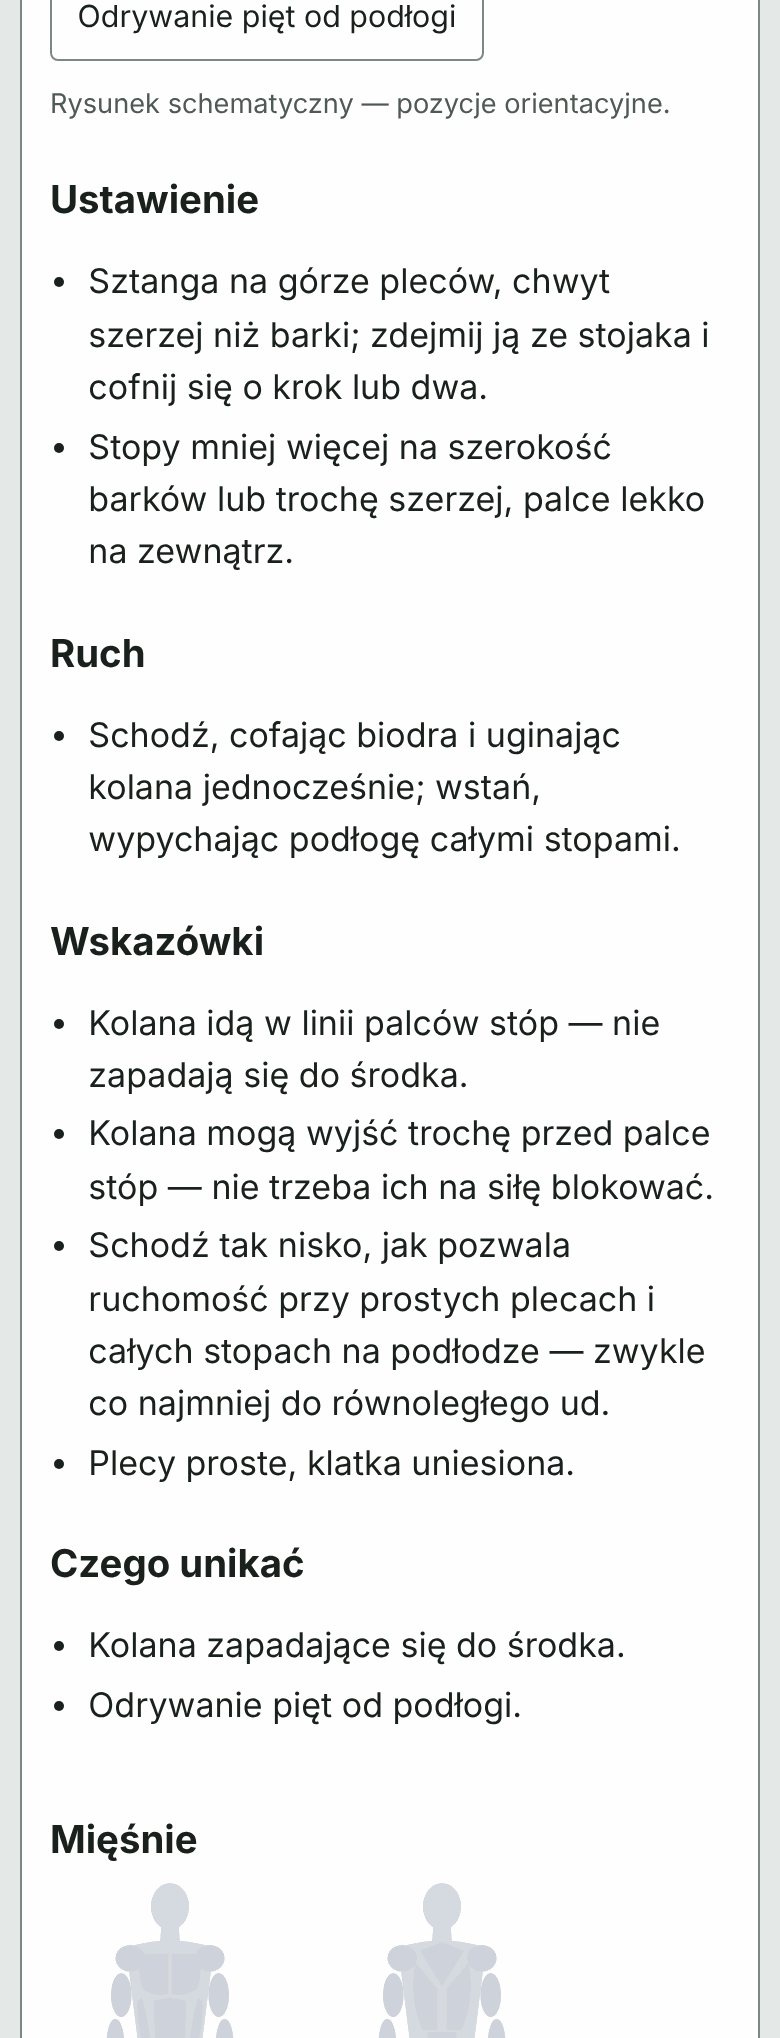 Odrywanie pięt od podłogi
Rysunek schematyczny — pozycje orientacyjne.
Ustawienie
• Sztanga na górze pleców, chwyt
szerzej niż barki; zdejmij ją ze stojaka i
cofnij się o krok lub dwa.
• Stopy mniej więcej na szerokość
barków lub trochę szerzej, palce lekko
na zewnątrz.
Ruch
• Schodź, cofając biodra i uginając
kolana jednocześnie; wstań,
wypychając podłogę całymi stopami.
Wskazówki
• Kolana idą w linii palców stóp — nie
zapadają się do środka.
• Kolana mogą wyjść trochę przed palce
stóp — nie trzeba ich na siłę blokować.
• Schodź tak nisko, jak pozwala
ruchomość przy prostych plecach i
całych stopach na podłodze — zwykle
co najmniej do równoległego ud.
• Plecy proste, klatka uniesiona.
Czego unikać
• Kolana zapadające się do środka.
• Odrywanie pięt od podłogi.
Mięśnie